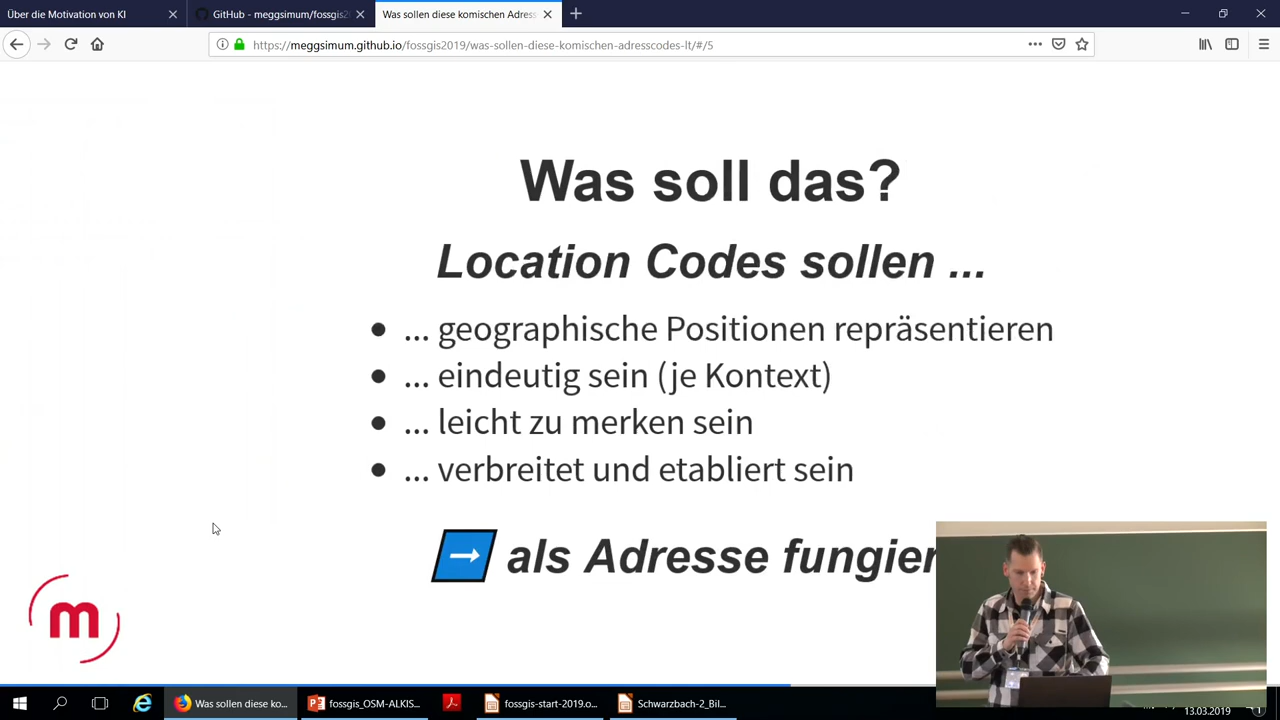 Über die Motivation von KI
GitHub - meggsimum/fossgis2
Was sollen diese komischen Adress
https://meggsimum.github.io/fossgis2019/was-sollen-diese-komischen-adresscodes-lt/#/5
Was soll das?
Location Codes sollen ...
... geographische Positionen repräsentieren
... eindeutig sein (je Kontext)
... leicht zu merken sein
... verbreitet und etabliert sein
als Adresse fungier
m
Was sollen diese ko...
fossgis_OSM-ALKIS...
fossgis-start-2019.o...
Schwarzbach-2_Bil...
13.03.2019